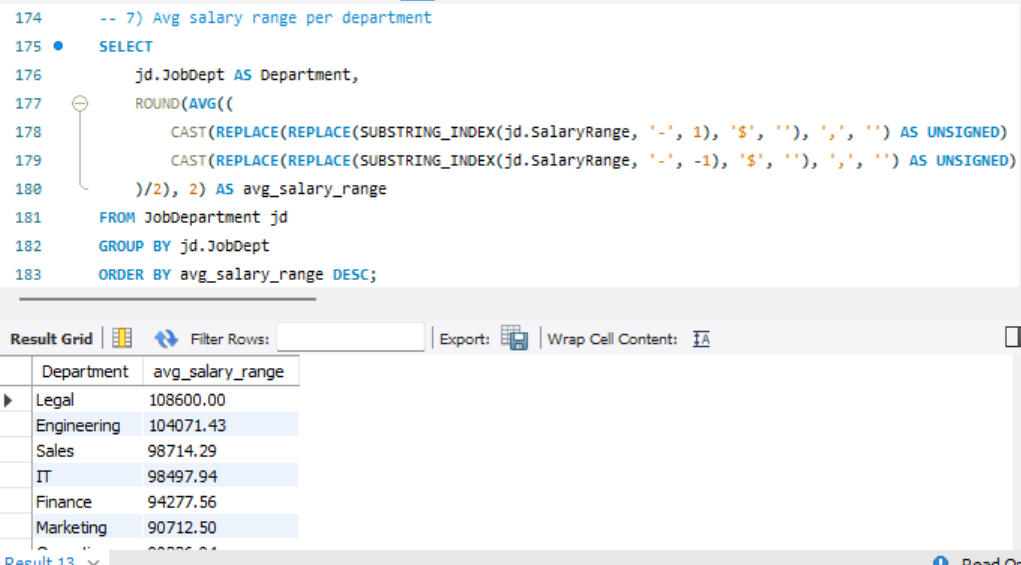 174 -- 7) Avg salary range per department
175 SELECT
176 jd.JobDept AS Department,
177 ROUND(AVG((
178 CAST(REPLACE(REPLACE(SUBSTRING_INDEX(jd.SalaryRange, '-', 1), '$', ''), ',', '') AS UNSIGNED)
179 CAST(REPLACE(REPLACE(SUBSTRING_INDEX(jd.SalaryRange, '-', -1), '$', ''), ',', '') AS UNSIGNED)
180 )/2), 2) AS avg_salary_range
181 FROM JobDepartment jd
182 GROUP BY jd.JobDept
183 ORDER BY avg_salary_range DESC;
Result Grid Filter Rows: Export: Wrap Cell Content: IA
Department avg_salary_range
Legal 108600.00
Engineering 104071.43
Sales 98714.29
IT 98497.94
Finance 94277.56
Marketing 90712.50
Result 13 Read